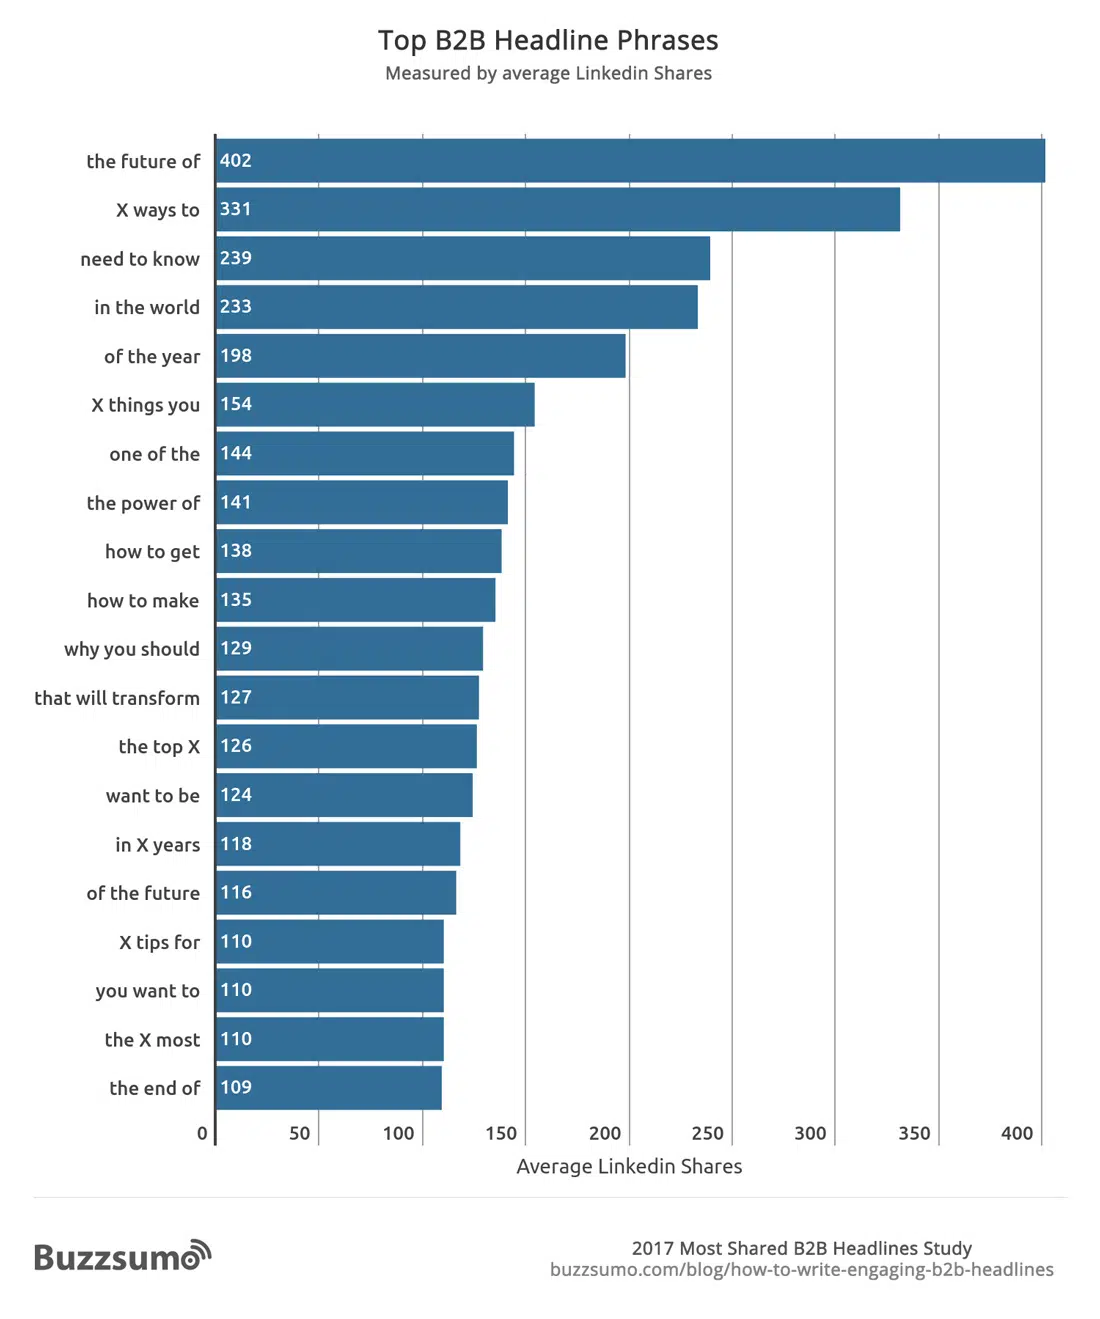 Top B2B Headline Phrases
Measured by average Linkedin Shares
the future of 402
X ways to 331
need to know 239
in the world 233
of the year 198
X things you 154
one of the 144
the power of 141
how to get 138
how to make 135
why you should 129
that will transform 127
the top X 126
want to be 124
in X years 118
of the future 116
X tips for 110
you want to 110
the X most 110
the end of 109
0 50 100 150 200 250 300 350 400
Average Linkedin Shares
Buzzsumo
2017 Most Shared B2B Headlines Study
buzzsumo.com/blog/how-to-write-engaging-b2b-headlines